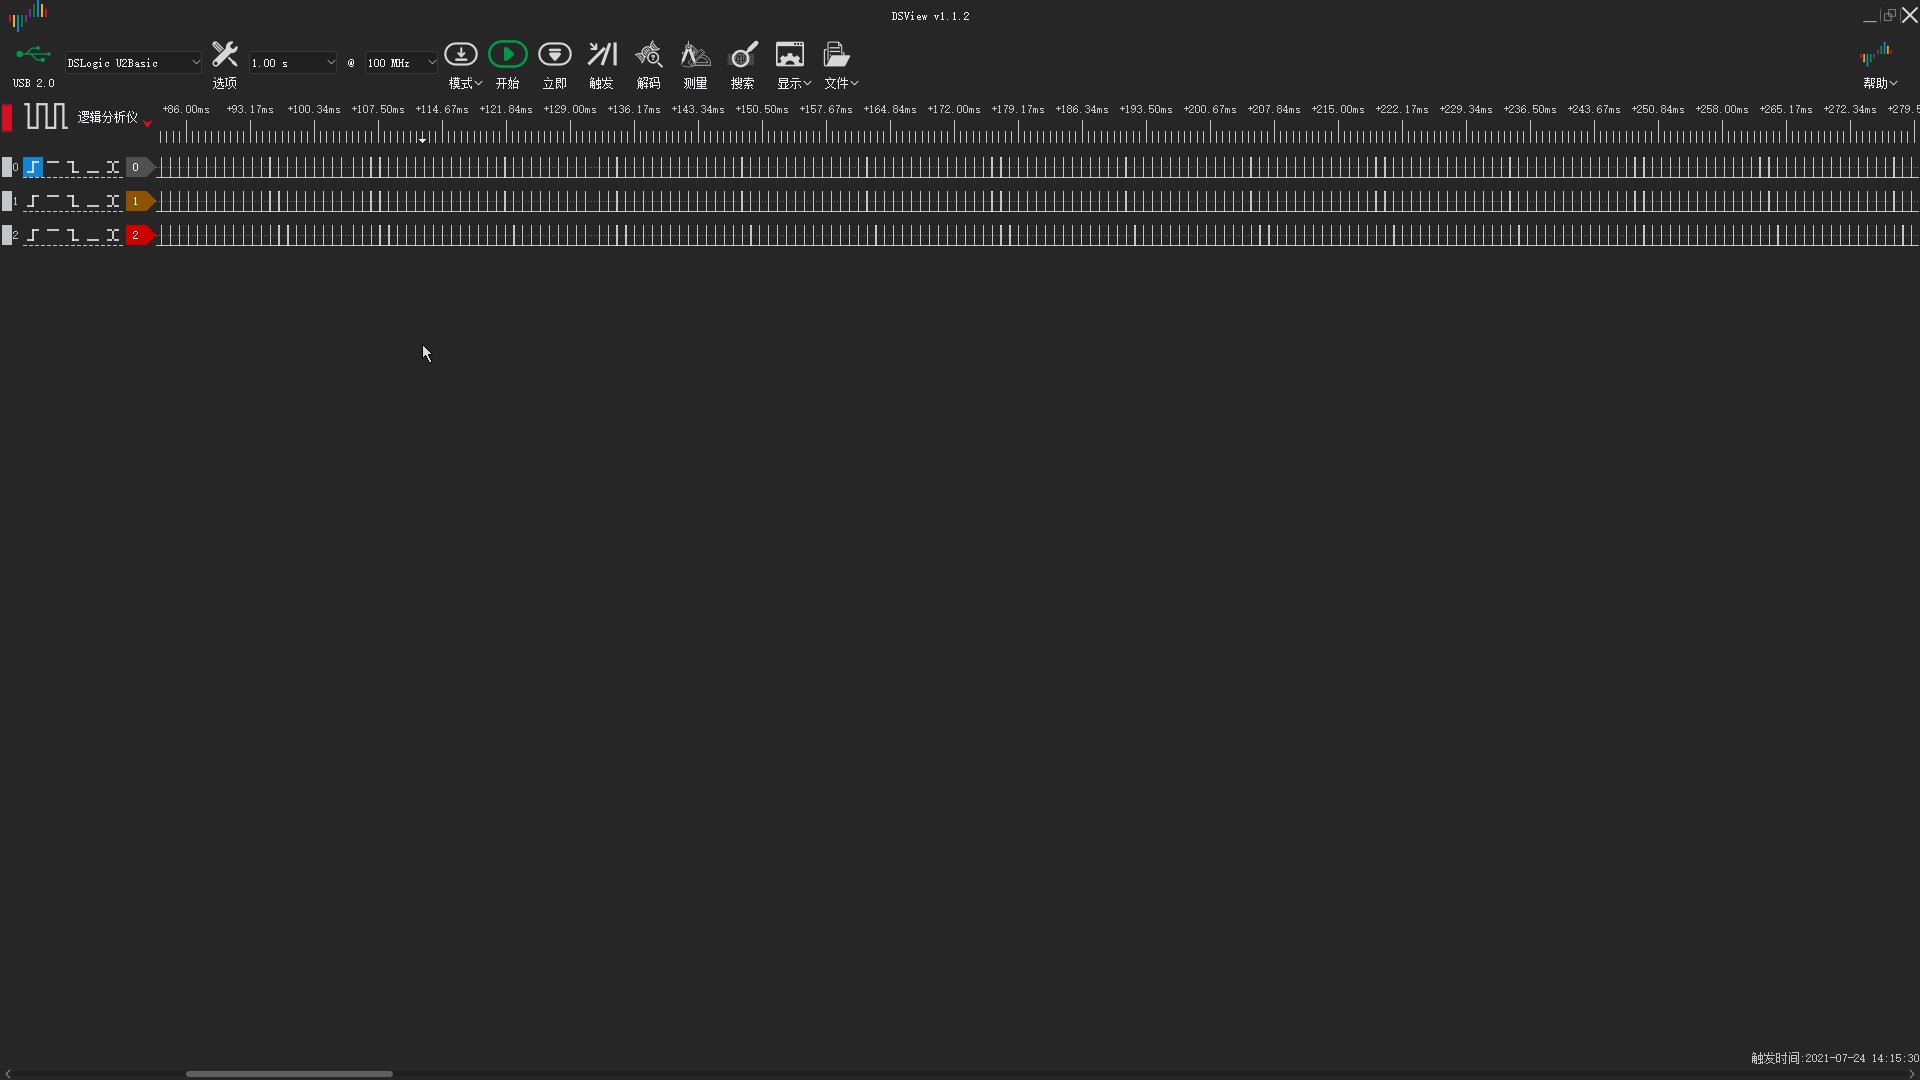 DSView v1.1.2
USB 2.0
DSLogic U2Basic
选项
1.00 s
@
100 MHz
模式
开始
立即
触发
解码
测量
搜索
显示
文件
帮助
逻辑分析仪
+86.00ms +93.17ms +100.34ms +107.50ms +114.67ms +121.84ms +129.00ms +136.17ms +143.34ms +150.50ms +157.67ms +164.84ms +172.00ms +179.17ms +186.34ms +193.50ms +200.67ms +207.84ms +215.00ms +222.17ms +229.34ms +236.50ms +243.67ms +250.84ms +258.00ms +265.17ms +272.34ms +279.5
0 0
1 1
2 2
触发时间:2021-07-24 14:15:30